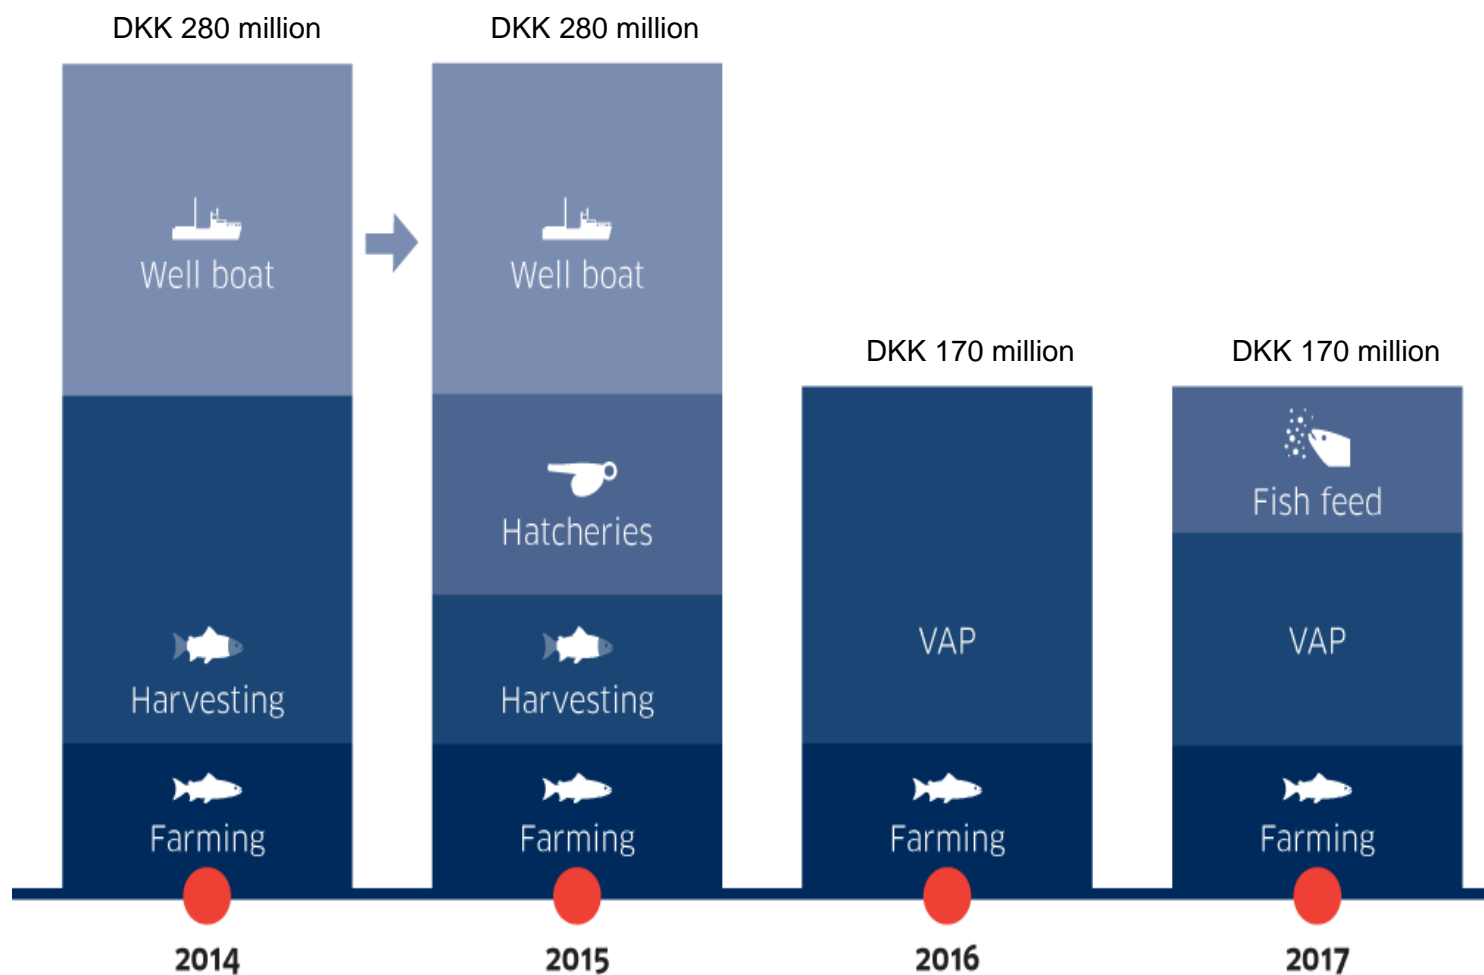 DKK 280 million
DKK 280 million
Well boat
Well boat
DKK 170 million
DKK 170 million
Hatcheries
Fish feed
Harvesting
Harvesting
VAP
VAP
Farming
Farming
Farming
Farming
2014
2015
2016
2017